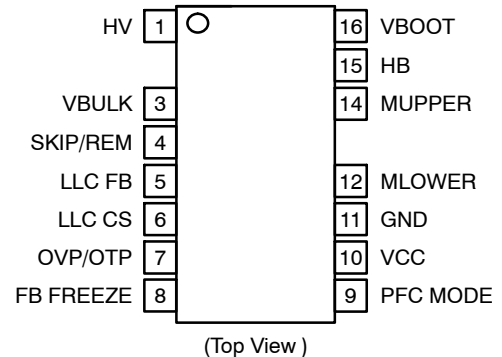 HV 1 16 VBOOT
15 HB
VBULK 3 14 MUPPER
SKIP/REM 4
LLC FB 5 12 MLOWER
LLC CS 6 11 GND
OVP/OTP 7 10 VCC
FB FREEZE 8 9 PFC MODE
(Top View )